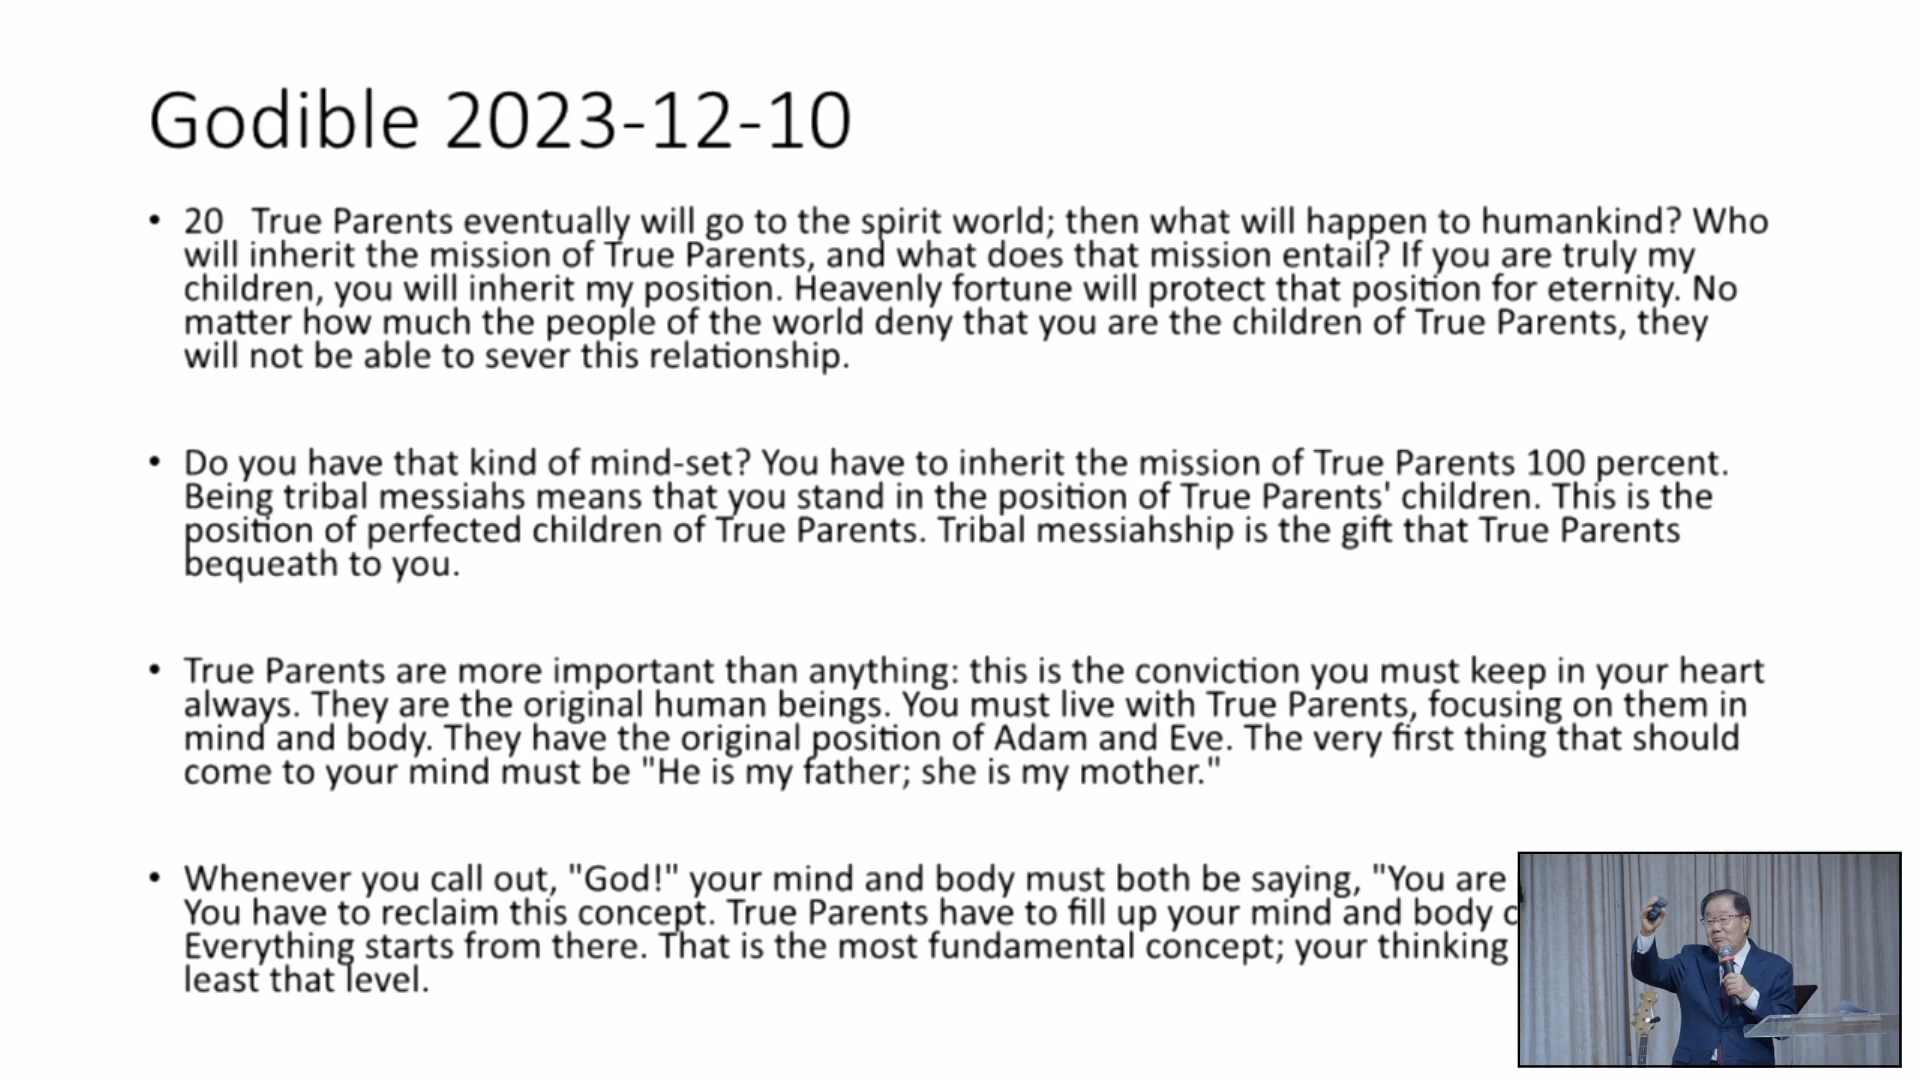 Godible 2023-12-10
• 20 True Parents eventually will go to the spirit world; then what will happen to humankind? Who
will inherit the mission of True Parents, and what does that mission entail? If you are truly my
children, you will inherit my position. Heavenly fortune will protect that position for eternity. No
matter how much the people of the world deny that you are the children of True Parents, they
will not be able to sever this relationship.
• Do you have that kind of mind-set? You have to inherit the mission of True Parents 100 percent.
Being tribal messiahs means that you stand in the position of True Parents' children. This is the
position of perfected children of True Parents. Tribal messiahship is the gift that True Parents
bequeath to you.
• True Parents are more important than anything: this is the conviction you must keep in your heart
always. They are the original human beings. You must live with True Parents, focusing on them in
mind and body. They have the original position of Adam and Eve. The very first thing that should
come to your mind must be "He is my father; she is my mother."
• Whenever you call out, "God!" your mind and body must both be saying, "You are
You have to reclaim this concept. True Parents have to fill up your mind and body
Everything starts from there. That is the most fundamental concept; your thinking
least that level.